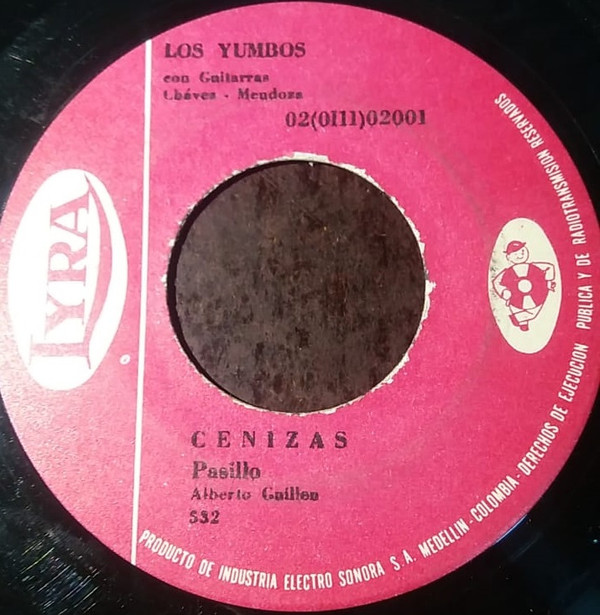 LOS YUMBOS
con Guitarras
Chávez - Mendoza
02(0III)02001
LYRA
CENIZAS
Pasillo
Alberto Guillen
532
PRODUCTO DE INDUSTRIA ELECTRO SONORA S.A. MEDELLIN - COLOMBIA - DERECHOS DE EJECUCION PUBLICA Y DE RADIOTRANSMISION RESERVADOS